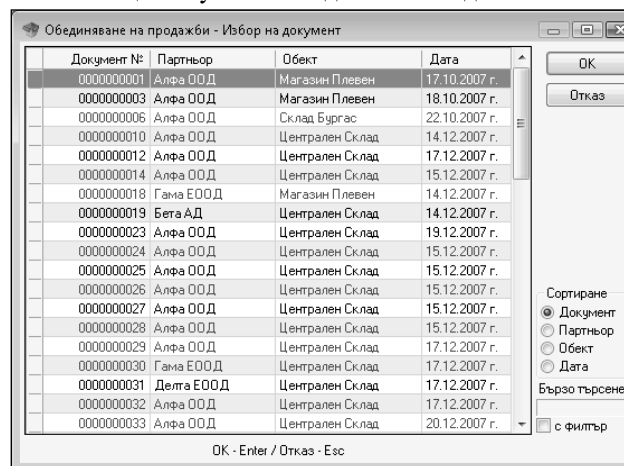 Обединяване на продажби - Избор на документ
Документ № Партньор Обект Дата
0000000001 Алфа ООД Магазин Плевен 17.10.2007 г.
0000000003 Алфа ООД Магазин Плевен 18.10.2007 г.
0000000006 Алфа ООД Склад Бургас 22.10.2007 г.
0000000010 Алфа ООД Централен Склад 14.12.2007 г.
0000000012 Алфа ООД Централен Склад 17.12.2007 г.
0000000014 Алфа ООД Централен Склад 15.12.2007 г.
0000000018 Гама ЕООД Магазин Плевен 14.12.2007 г.
0000000019 Бета АД Централен Склад 14.12.2007 г.
0000000023 Алфа ООД Централен Склад 19.12.2007 г.
0000000024 Алфа ООД Централен Склад 15.12.2007 г.
0000000025 Алфа ООД Централен Склад 15.12.2007 г.
0000000026 Алфа ООД Централен Склад 15.12.2007 г.
0000000027 Алфа ООД Централен Склад 15.12.2007 г.
0000000028 Алфа ООД Централен Склад 15.12.2007 г.
0000000029 Алфа ООД Централен Склад 17.12.2007 г.
0000000030 Гама ЕООД Централен Склад 17.12.2007 г.
0000000031 Делта ЕООД Централен Склад 17.12.2007 г.
0000000032 Алфа ООД Централен Склад 17.12.2007 г.
0000000033 Алфа ООД Централен Склад 20.12.2007 г.
ОК - Enter / Отказ - Esc
ОК
Отказ
Сортиране
Документ
Партньор
Обект
Дата
Бързо търсене
с филтър